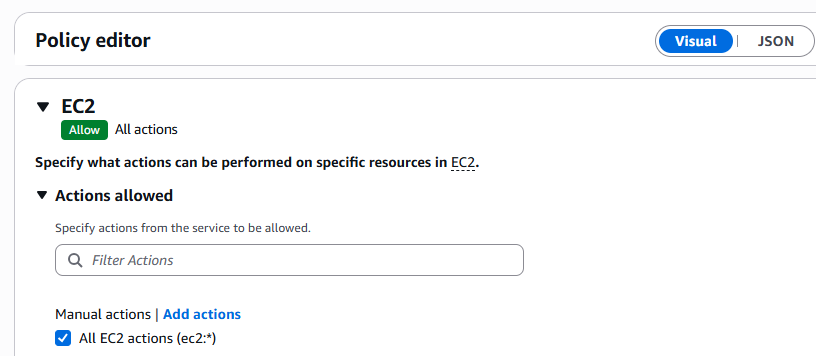 Policy editor
Visual | JSON
EC2
Allow All actions
Specify what actions can be performed on specific resources in EC2.
Actions allowed
Specify actions from the service to be allowed.
Filter Actions
Manual actions | Add actions
All EC2 actions (ec2:*)